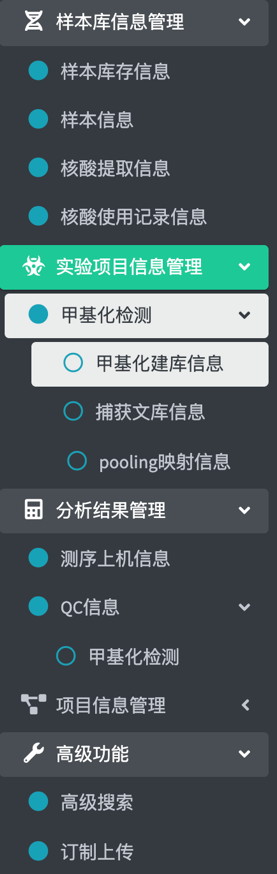 样本库信息管理
样本库存信息
样本信息
核酸提取信息
核酸使用记录信息
实验项目信息管理
甲基化检测
甲基化建库信息
捕获文库信息
pooling映射信息
分析结果管理
测序上机信息
QC信息
甲基化检测
项目信息管理
高级功能
高级搜索
订制上传